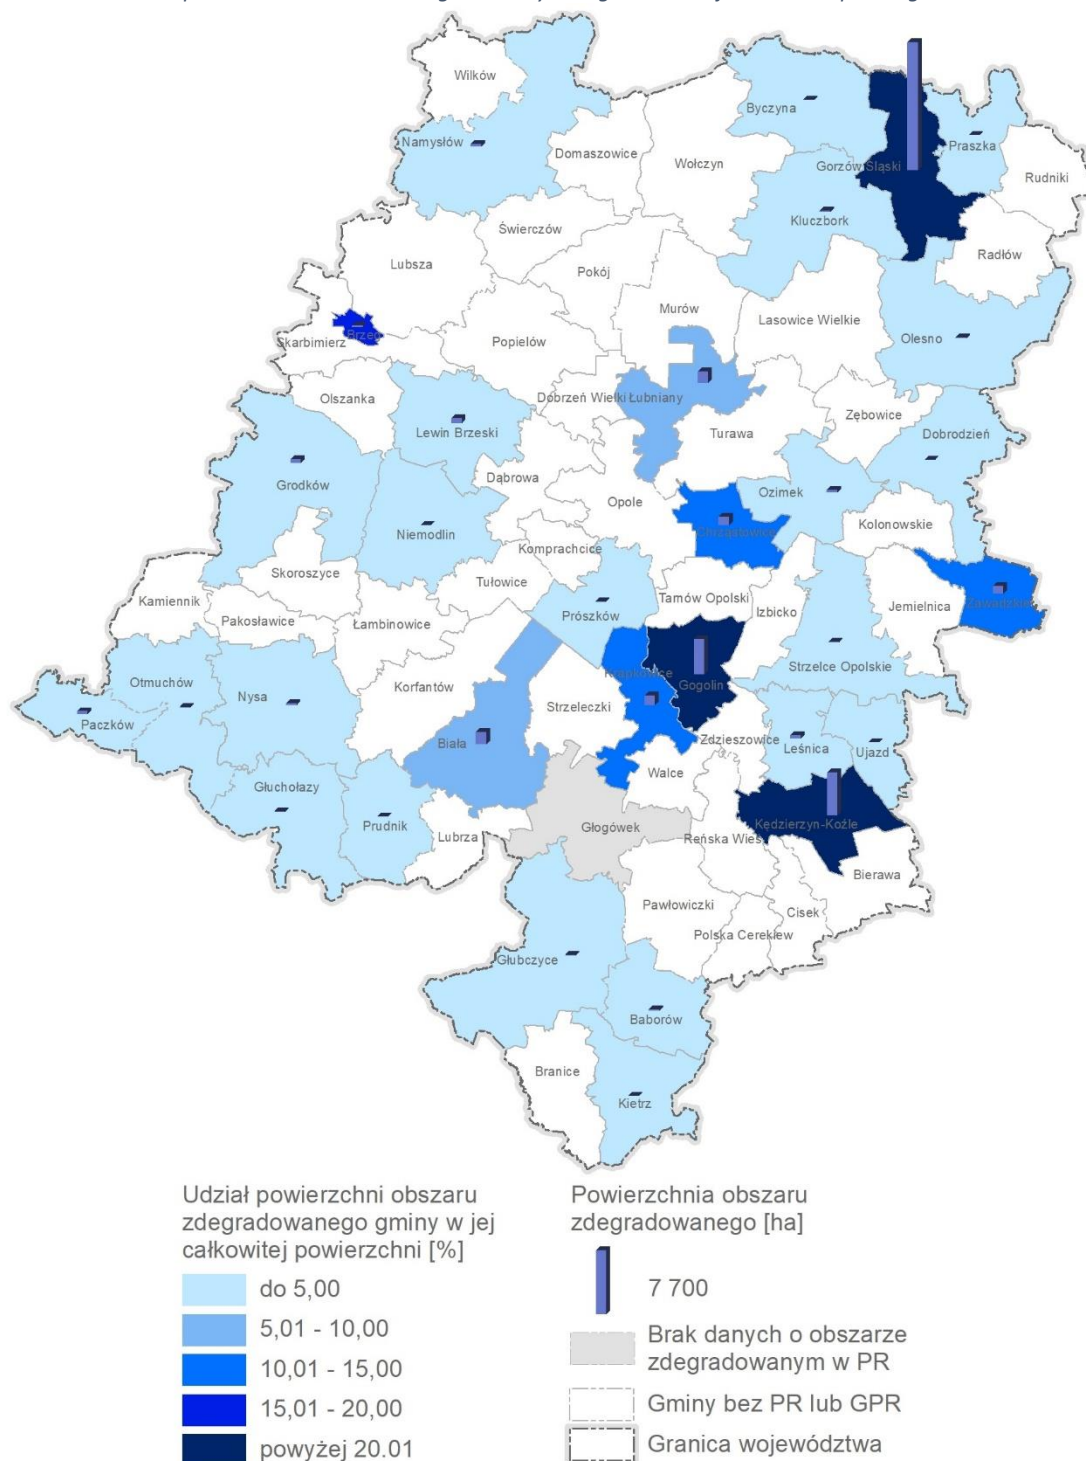 Wilków
Byczyna
Namysłów
Domaszowice
Wołczyn
Gorzów Śląski
Praszka
Rudniki
Kluczbork
Świerczów
Lubsza
Pokój
Radłów
Murów
Lasowice Wielkie
Brzeg
Skarbimierz
Popielów
Olesno
Olszanka
Dobrzeń Wielki
Łubniany
Zębowice
Lewin Brzeski
Turawa
Dobrodzień
Grodków
Dąbrowa
Opole
Ozimek
Niemodlin
Chrząstowice
Kolonowskie
Komprachcice
Skoroszyce
Tułowice
Kamiennik
Tarnów Opolski
Izbicko
Jemielnica
Zawadzkie
Pakosławice
Łambinowice
Prószków
Strzelce Opolskie
Otmuchów
Nysa
Korfantów
Krapkowice
Gogolin
Strzeleczki
Paczków
Biała
Zdzieszowice
Leśnica
Ujazd
Walce
Głuchołazy
Prudnik
Lubrza
Głogówek
Reńska Wieś
Kędzierzyn-Koźle
Bierawa
Pawłowiczki
Cisek
Polska Cerekiew
Głubczyce
Baborów
Branice
Kietrz
Udział powierzchni obszaru
zdegradowanego gminy w jej
całkowitej powierzchni [%]
do 5,00
5,01 - 10,00
10,01 - 15,00
15,01 - 20,00
powyżej 20.01
Powierzchnia obszaru
zdegradowanego [ha]
7 700
Brak danych o obszarze
zdegradowanym w PR
Gminy bez PR lub GPR
Granica województwa